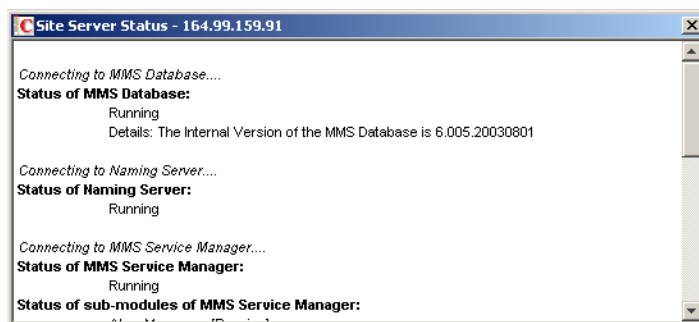 Site Server Status - 164.99.159.91
Connecting to MMS Database....
Status of MMS Database:
Running
Details: The Internal Version of the MMS Database is 6.005.20030801
Connecting to Naming Server....
Status of Naming Server:
Running
Connecting to MMS Service Manager....
Status of MMS Service Manager:
Running
Status of sub-modules of MMS Service Manager: